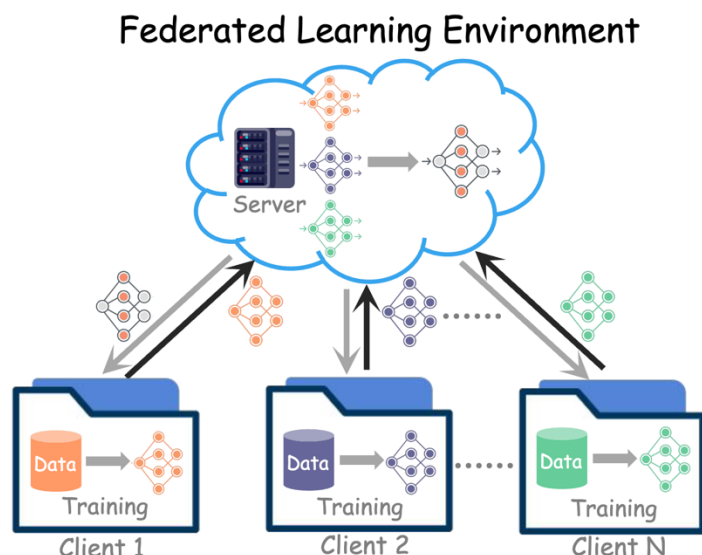 Federated Learning Environment
Server
Data
Training
Client 1
Data
Training
Client 2
Data
Training
Client N